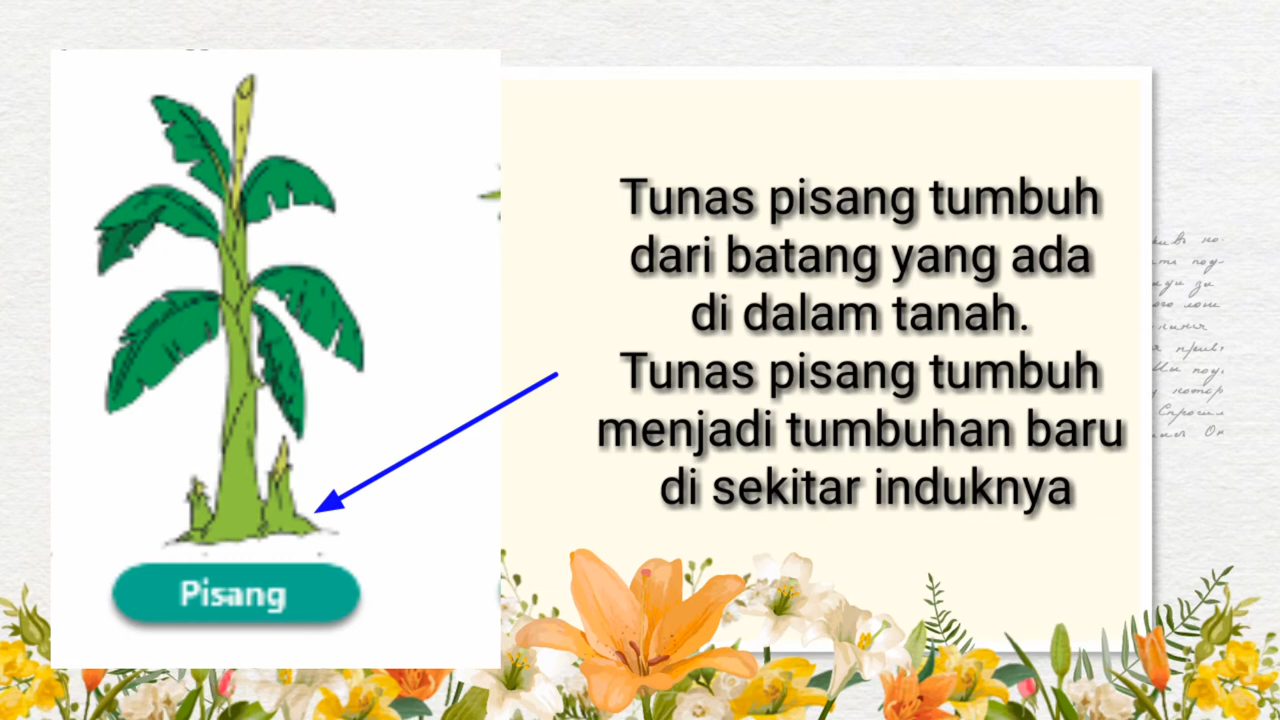 Tunas pisang tumbuh
dari batang yang ada
di dalam tanah.
Tunas pisang tumbuh
menjadi tumbuhan baru
di sekitar induknya
Pisang